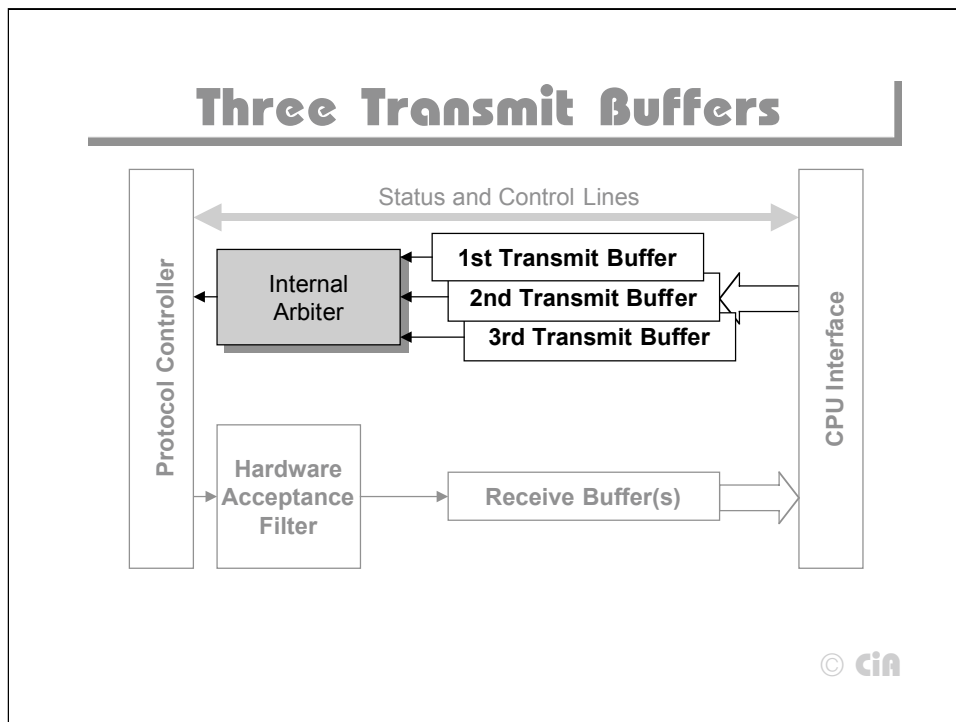 Three Transmit Buffers
Status and Control Lines
Protocol Controller
Internal
Arbiter
1st Transmit Buffer
2nd Transmit Buffer
3rd Transmit Buffer
CPU Interface
Hardware
Acceptance
Filter
Receive Buffer(s)
© CiA